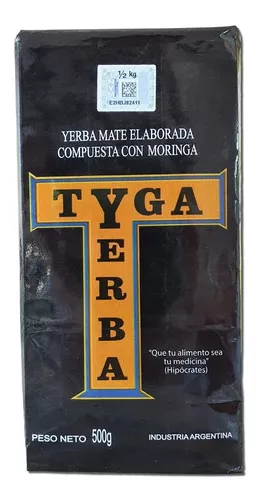 ½ kg
E2HBJ82411
YERBA MATE ELABORADA
COMPUESTA CON MORINGA
TYGA
YERBA
"Que tu alimento sea
tu medicina"
(Hipócrates)
PESO NETO 500g
INDUSTRIA ARGENTINA